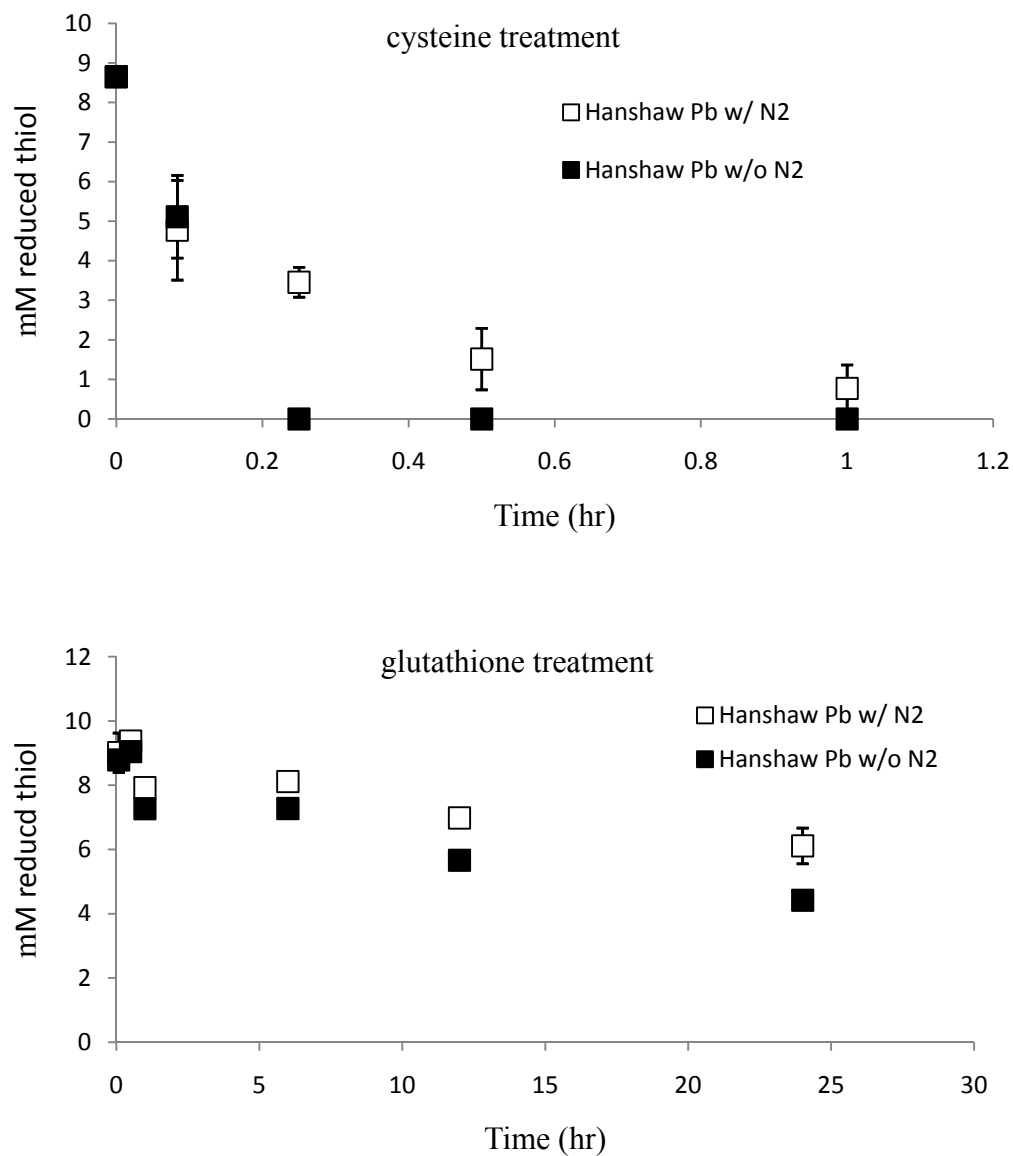 cysteine treatment
10
9
8
7
6
5
4
3
2
1
0
mM reduced thiol
Hanshaw Pb w/ N2
Hanshaw Pb w/o N2
0 0.2 0.4 0.6 0.8 1 1.2
Time (hr)
glutathione treatment
12
10
8
6
4
2
0
mM reducd thiol
Hanshaw Pb w/ N2
Hanshaw Pb w/o N2
0 5 10 15 20 25 30
Time (hr)